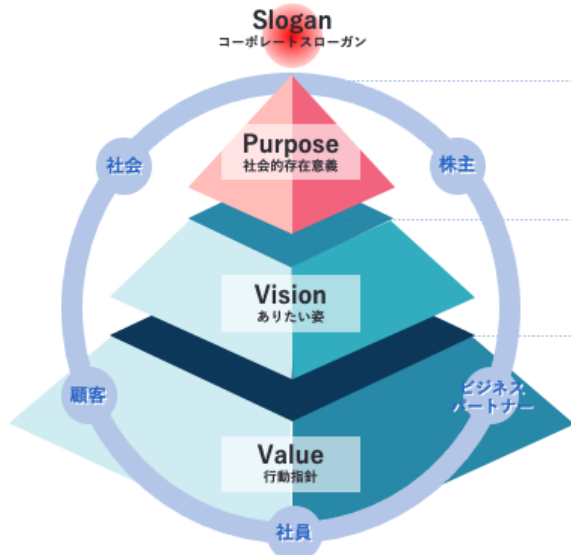 Slogan
コーポレートスローガン
Purpose
社会的存在意義
社会
株主
Vision
ありたい姿
顧客
ビジネス
パートナー
Value
行動指針
社員